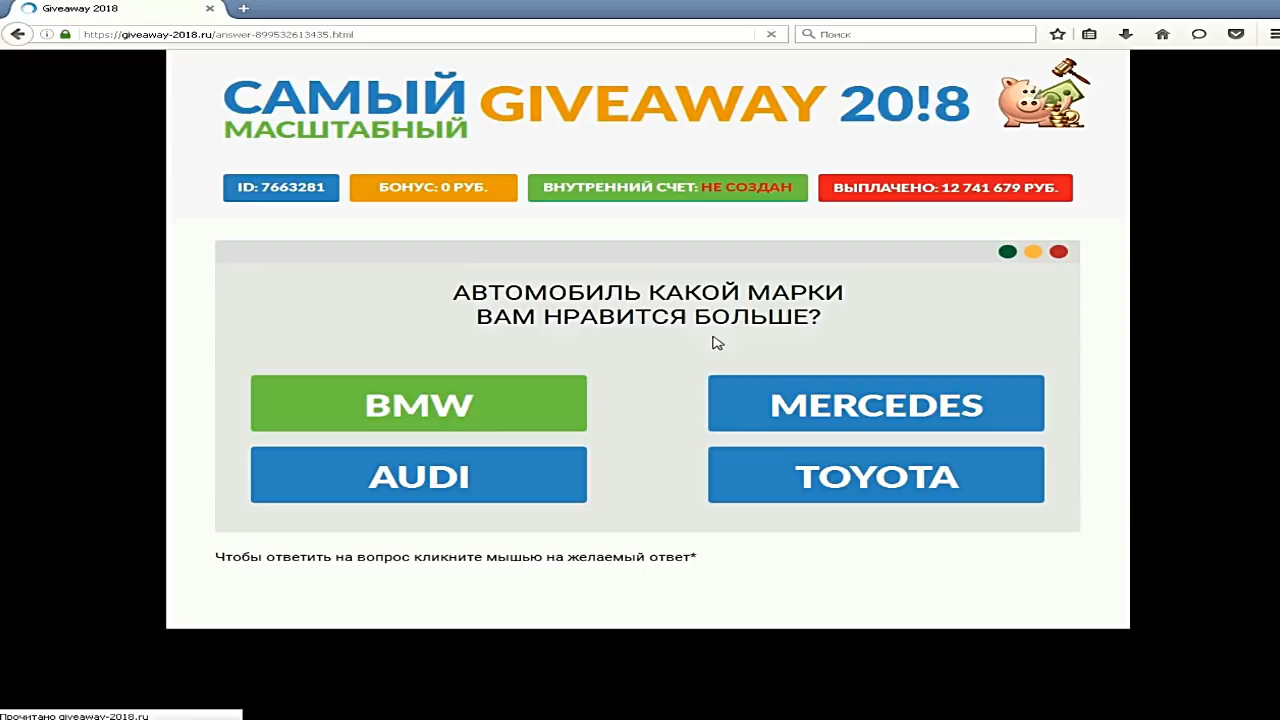 Giveaway 2018
https://giveaway-2018.ru/answer-899532613435.html
Поиск
САМЫЙ
МАСШТАБНЫЙ
GIVEAWAY 20!8
ID: 7663281
БОНУС: 0 РУБ.
ВНУТРЕННИЙ СЧЕТ: НЕ СОЗДАН
ВЫПЛАЧЕНО: 12 741 679 РУБ.
АВТОМОБИЛЬ КАКОЙ МАРКИ
ВАМ НРАВИТСЯ БОЛЬШЕ?
BMW
MERCEDES
AUDI
TOYOTA
Чтобы ответить на вопрос кликните мышью на желаемый ответ*
Прочитано giveaway-2018.ru